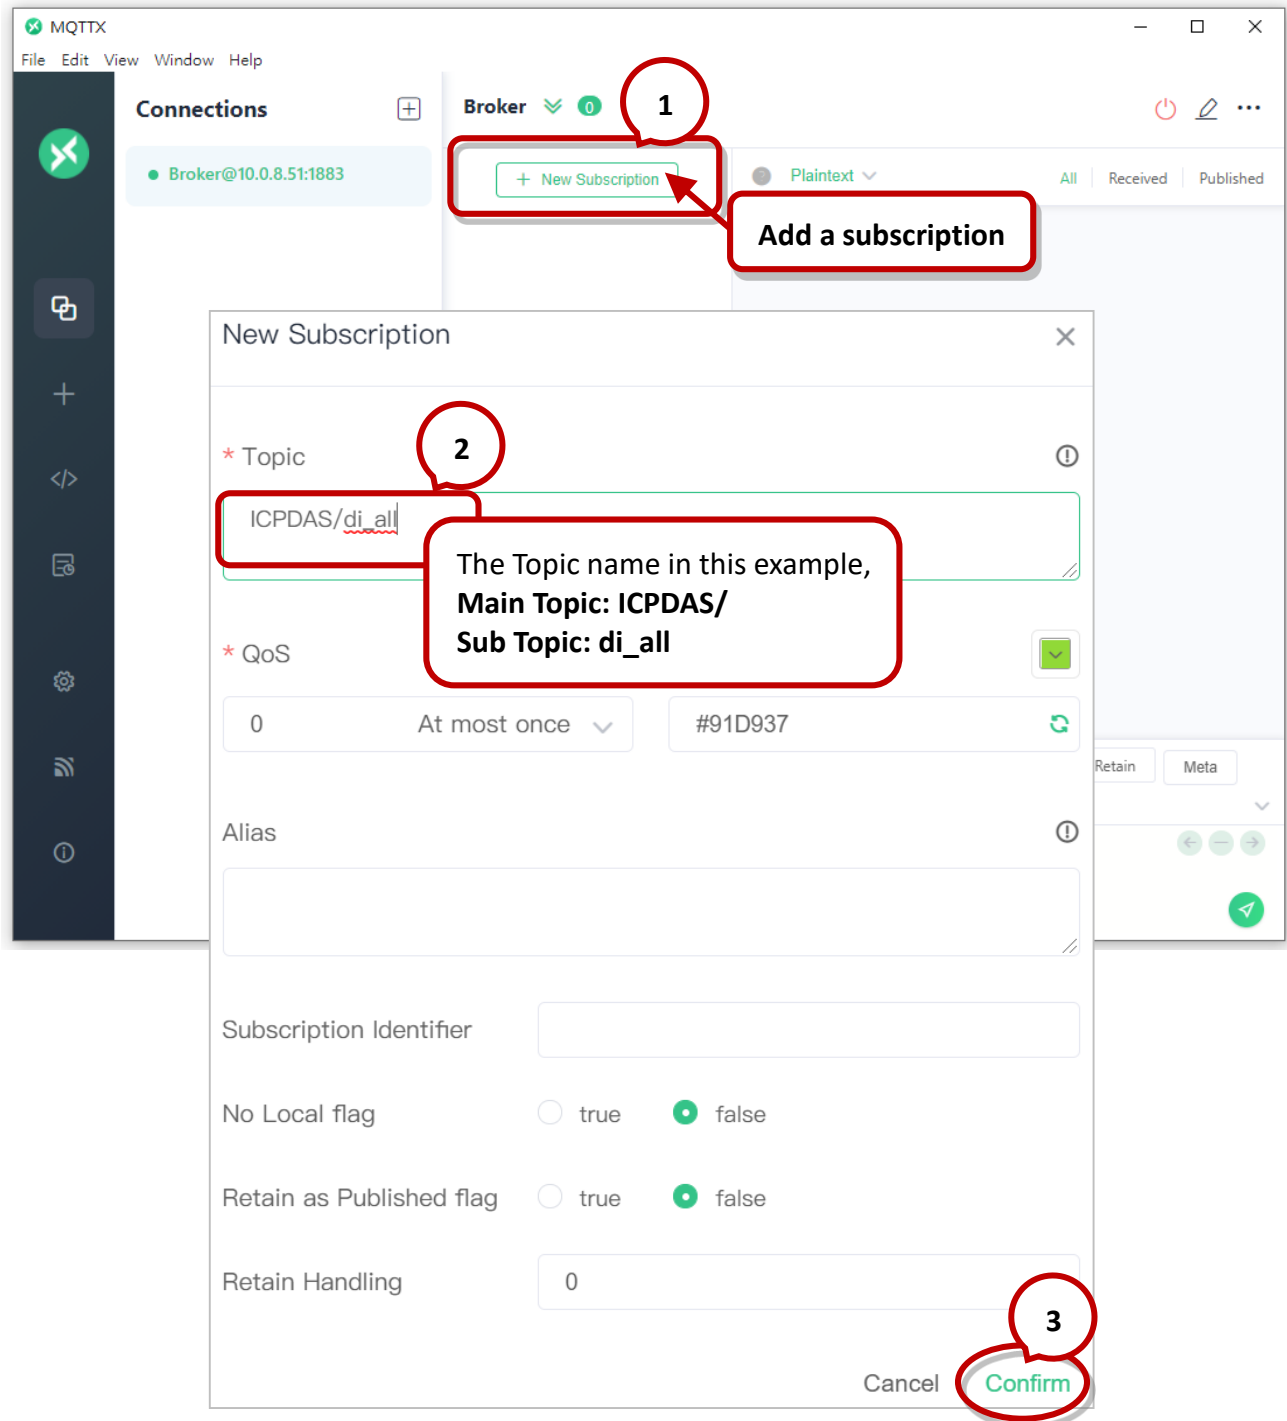 MQTTX
File Edit View Window Help
Connections
Broker 0
1
Broker@10.0.8.51:1883
+ New Subscription
Plaintext
All Received Published
Add a subscription
New Subscription
* Topic
2
ICPDAS/di_all
The Topic name in this example,
Main Topic: ICPDAS/
Sub Topic: di_all
* QoS
0 At most once
#91D937
Retain Meta
Alias
Subscription Identifier
No Local flag true false
Retain as Published flag true false
Retain Handling 0
3
Cancel Confirm